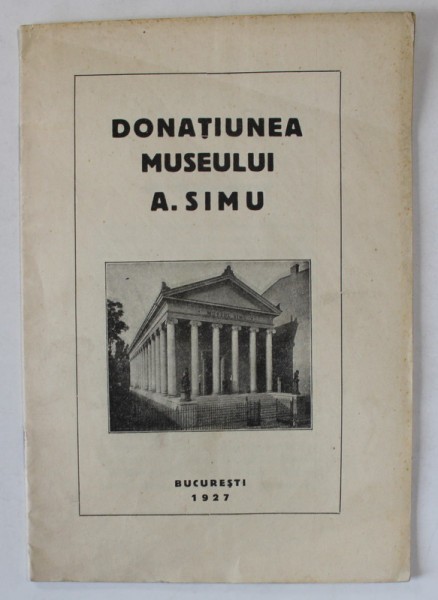 DONAȚIUNEA
MUSEULUI
A. SIMU
BUCUREȘTI
1927